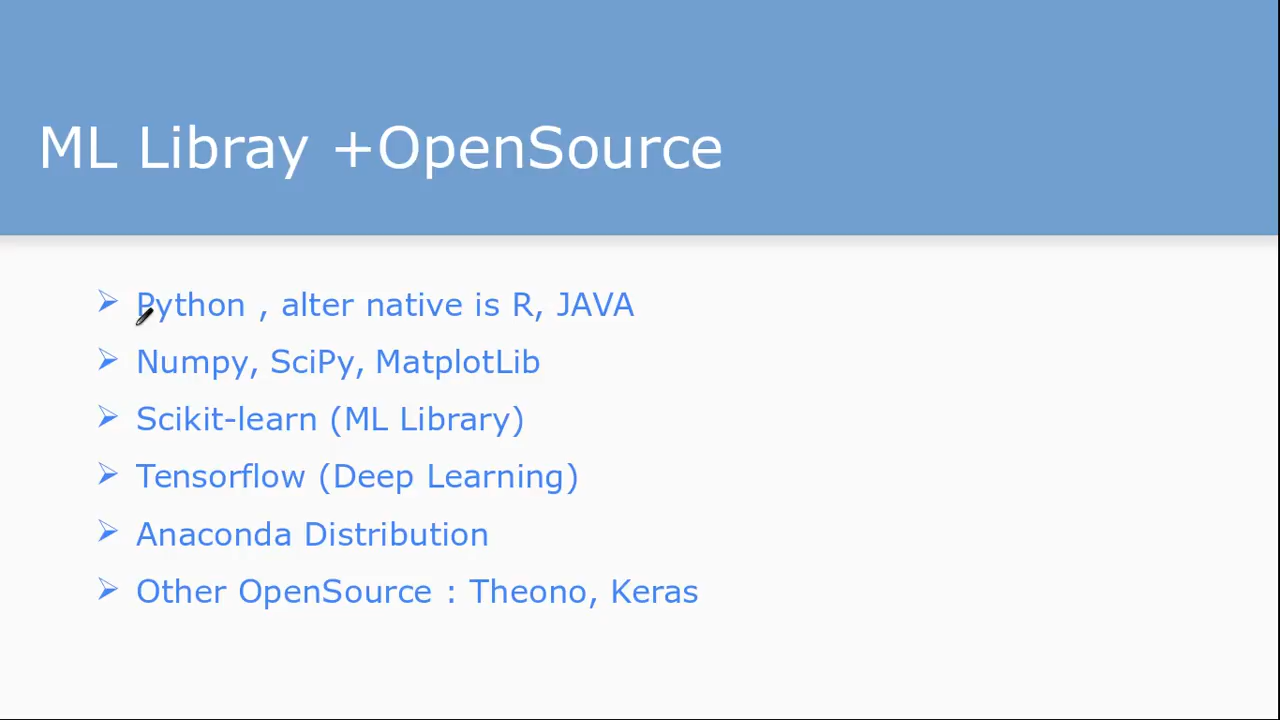 ML Libray +OpenSource
Python , alter native is R, JAVA
Numpy, SciPy, MatplotLib
Scikit-learn (ML Library)
Tensorflow (Deep Learning)
Anaconda Distribution
Other OpenSource : Theono, Keras